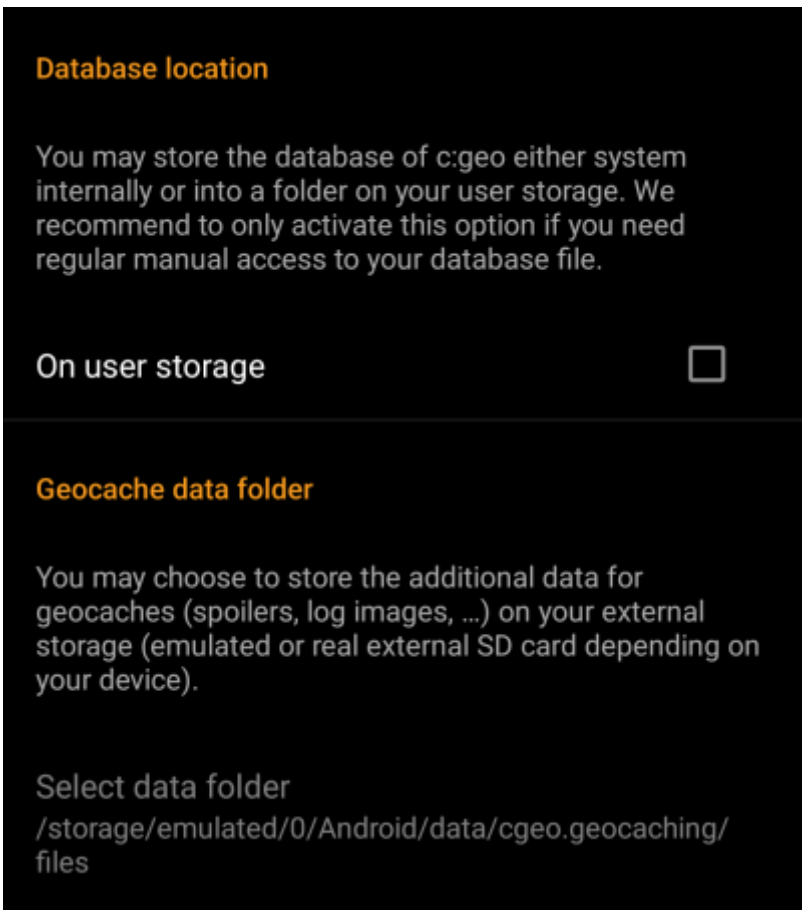 Database location
You may store the database of c:geo either system
internally or into a folder on your user storage. We
recommend to only activate this option if you need
regular manual access to your database file.
On user storage
Geocache data folder
You may choose to store the additional data for
geocaches (spoilers, log images, …) on your external
storage (emulated or real external SD card depending on
your device).
Select data folder
/storage/emulated/0/Android/data/cgeo.geocaching/
files